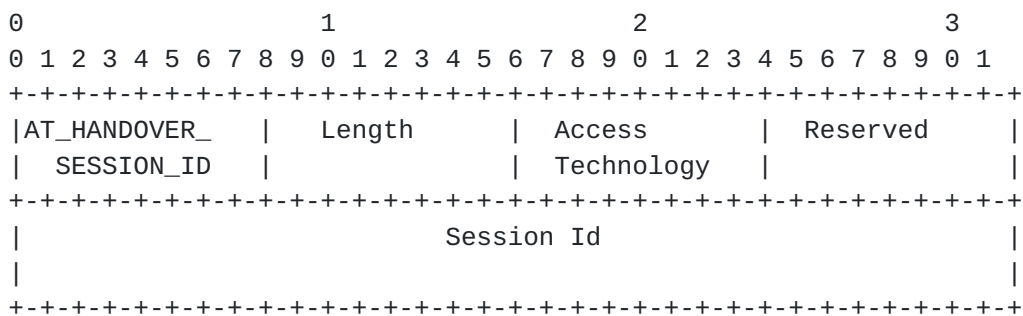 0                   1                   2                   3
0 1 2 3 4 5 6 7 8 9 0 1 2 3 4 5 6 7 8 9 0 1 2 3 4 5 6 7 8 9 0 1
+-+-+-+-+-+-+-+-+-+-+-+-+-+-+-+-+-+-+-+-+-+-+-+-+-+-+-+-+-+-+-+-+
|AT_HANDOVER_   |   Length      |  Access       |  Reserved     |
|  SESSION_ID   |               |  Technology   |               |
+-+-+-+-+-+-+-+-+-+-+-+-+-+-+-+-+-+-+-+-+-+-+-+-+-+-+-+-+-+-+-+-+
|                           Session Id                          |
|                                                               |
+-+-+-+-+-+-+-+-+-+-+-+-+-+-+-+-+-+-+-+-+-+-+-+-+-+-+-+-+-+-+-+-+